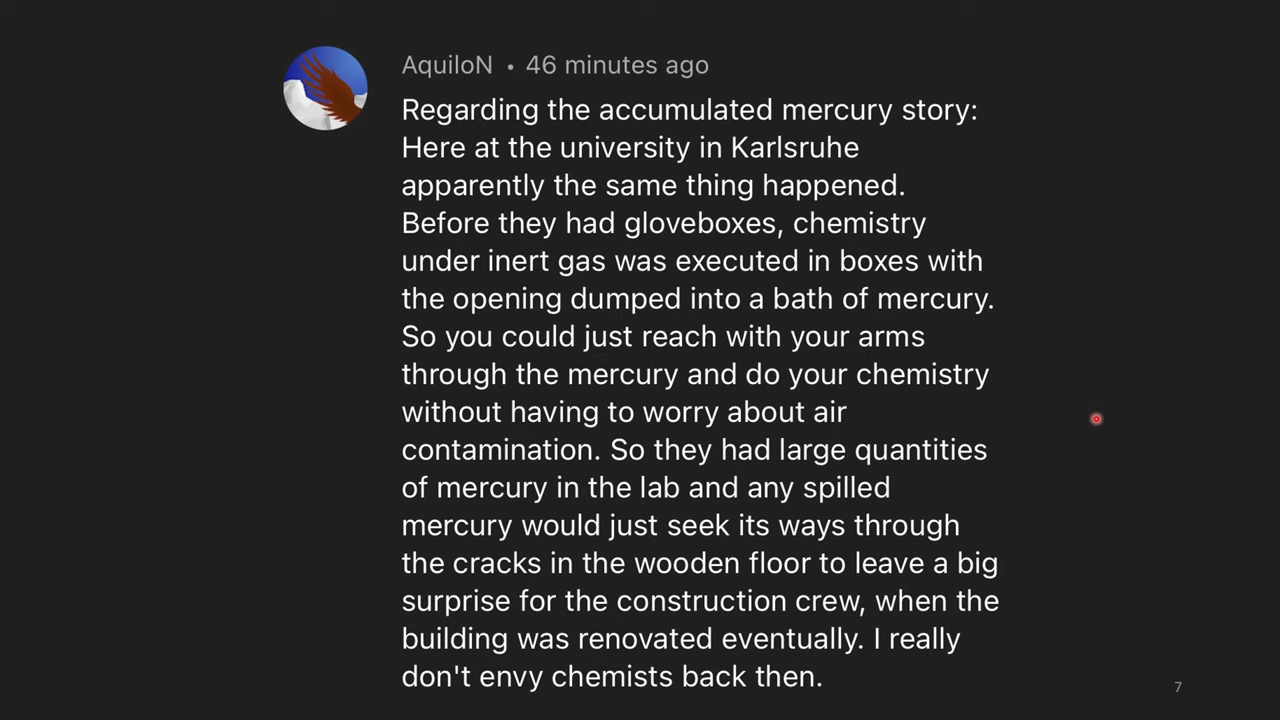 AquiloN • 46 minutes ago
Regarding the accumulated mercury story:
Here at the university in Karlsruhe
apparently the same thing happened.
Before they had gloveboxes, chemistry
under inert gas was executed in boxes with
the opening dumped into a bath of mercury.
So you could just reach with your arms
through the mercury and do your chemistry
without having to worry about air
contamination. So they had large quantities
of mercury in the lab and any spilled
mercury would just seek its ways through
the cracks in the wooden floor to leave a big
surprise for the construction crew, when the
building was renovated eventually. I really
don't envy chemists back then.
7